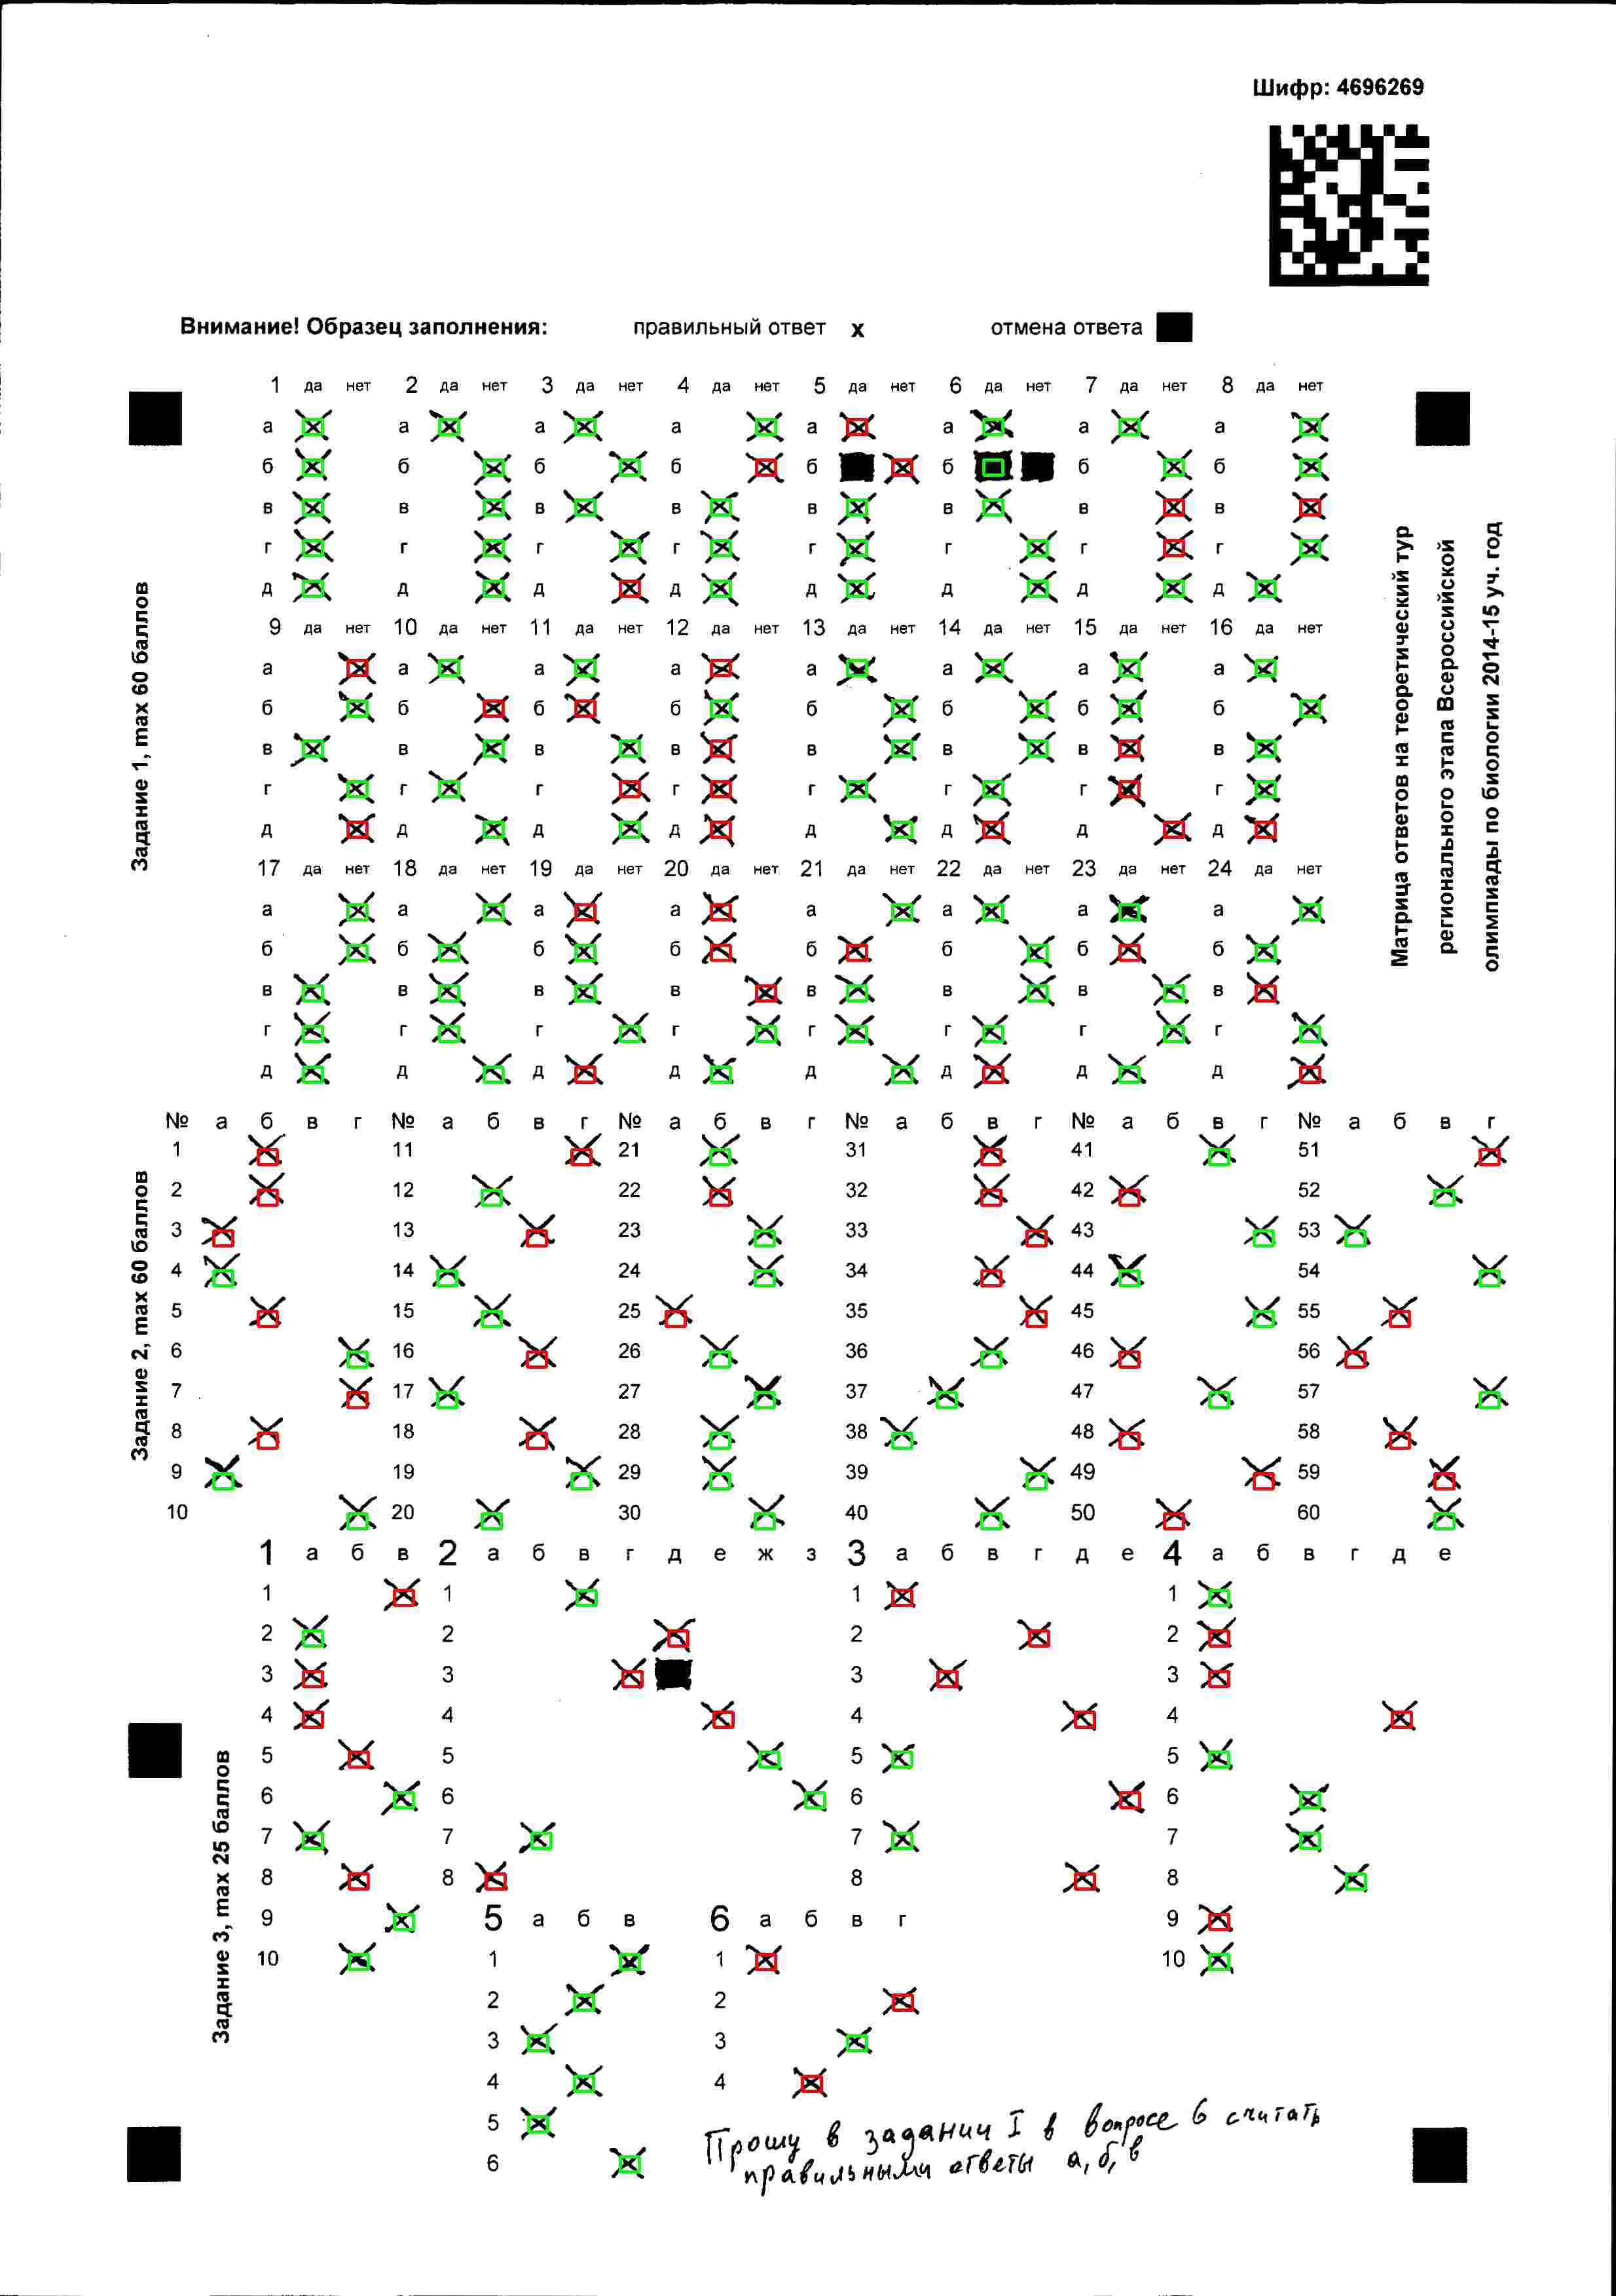 Шифр: 4696269
Внимание! Образец заполнения: правильный ответ х отмена ответа
1 да нет 2 да нет 3 да нет 4 да нет 5 да нет 6 да нет 7 да нет 8 да нет
а а а а а а а а
б б б б б б б б
в в в в в в в в
г г г г г г г г
д д д д д д д д
9 да нет 10 да нет 11 да нет 12 да нет 13 да нет 14 да нет 15 да нет 16 да нет
а а а а а а а а
б б б б б б б б
в в в в в в в в
г г г г г г г г
д д д д д д д д
17 да нет 18 да нет 19 да нет 20 да нет 21 да нет 22 да нет 23 да нет 24 да нет
а а а а а а а а
б б б б б б б б
в в в в в в в в
г г г г г г г г
д д д д д д д д
Задание 1, max 60 баллов
Матрица ответов на теоретический тур
регионального этапа Всероссийской
олимпиады по биологии 2014-15 уч. год
№ а б в г № а б в г № а б в г № а б в г № а б в г № а б в г
1 11 21 31 41 51
2 12 22 32 42 52
3 13 23 33 43 53
4 14 24 34 44 54
5 15 25 35 45 55
6 16 26 36 46 56
7 17 27 37 47 57
8 18 28 38 48 58
9 19 29 39 49 59
10 20 30 40 50 60
Задание 2, max 60 баллов
1 а б в 2 а б в г д е ж з 3 а б в г д е 4 а б в г д е
1 1 1 1
2 2 2 2
3 3 3 3
4 4 4 4
5 5 5 5
6 6 6 6
7 7 7 7
8 8 8 8
9 5 а б в 6 а б в г 9
10 1 1 10
2 2
3 3
4 4
5
6
Задание 3, max 25 баллов
Прошу в задании I в вопросе 6 считать
правильными ответы а, б, в